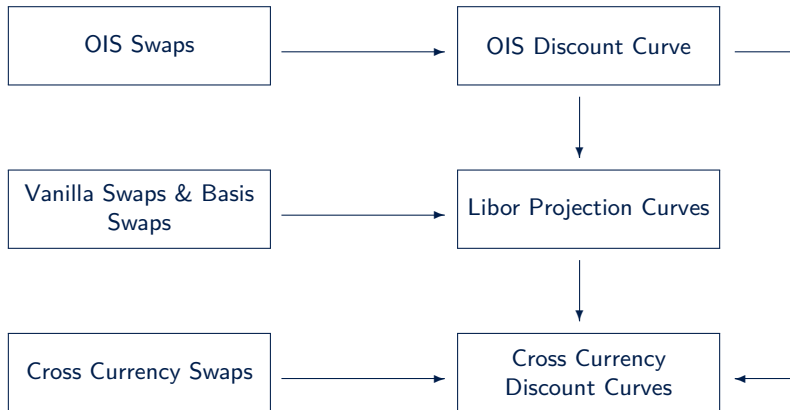 OIS Swaps
OIS Discount Curve
Vanilla Swaps & Basis
Swaps
Libor Projection Curves
Cross Currency Swaps
Cross Currency
Discount Curves